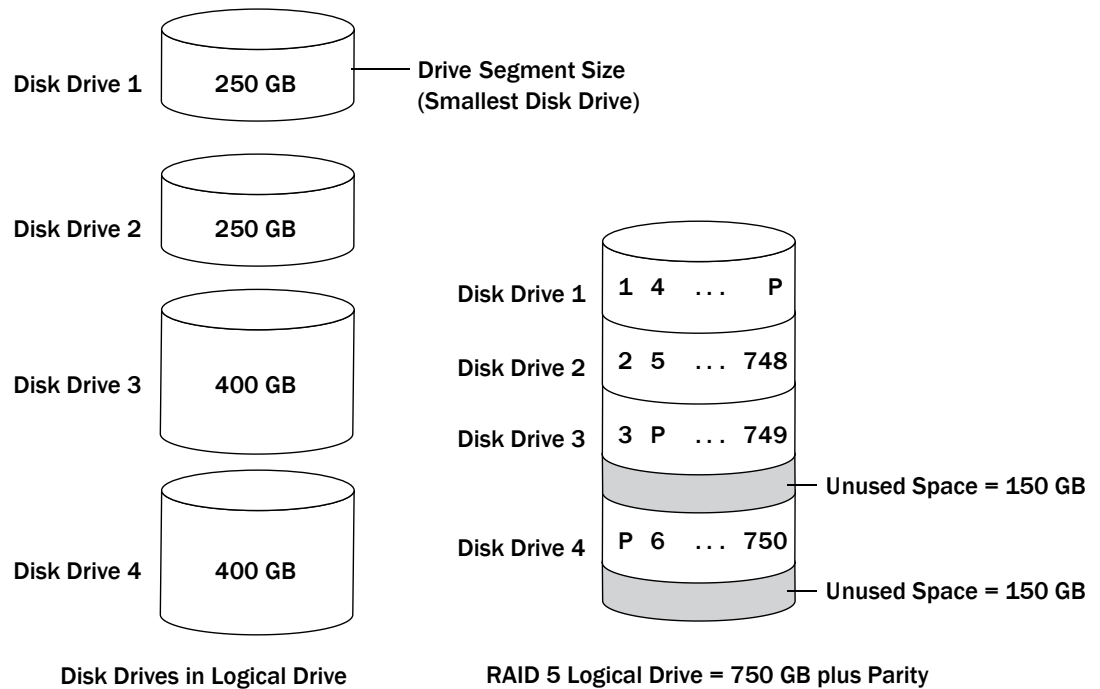 Disk Drive 1
250 GB
Drive Segment Size
(Smallest Disk Drive)
Disk Drive 2
250 GB
Disk Drive 3
400 GB
Disk Drive 4
400 GB
Disk Drives in Logical Drive
Disk Drive 1
1 4 ... P
Disk Drive 2
2 5 ... 748
Disk Drive 3
3 P ... 749
Unused Space = 150 GB
Disk Drive 4
P 6 ... 750
Unused Space = 150 GB
RAID 5 Logical Drive = 750 GB plus Parity